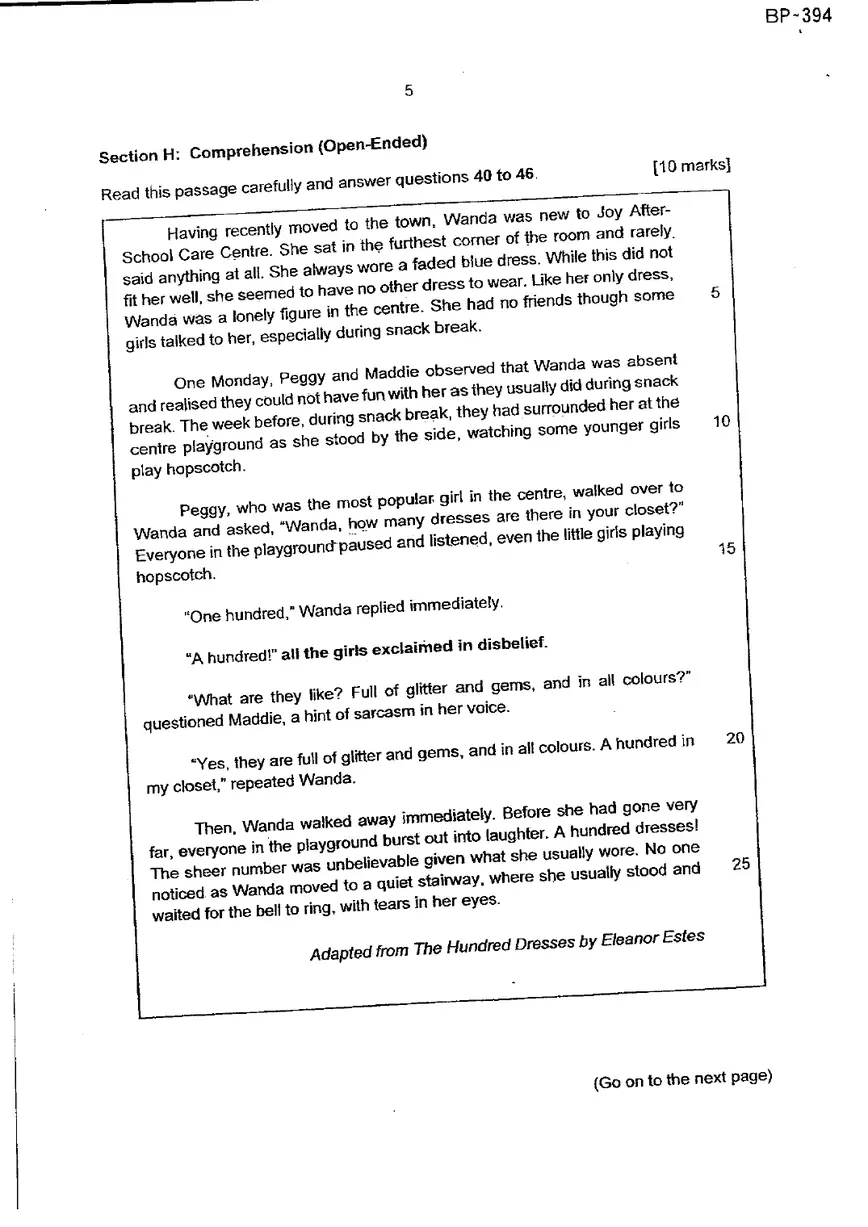 BP-394
5
Section H: Comprehension (Open-Ended)
[10 marks]
Read this passage carefully and answer questions 40 to 46.
Having recently moved to the town, Wanda was new to Joy After-
School Care Centre. She sat in the furthest corner of the room and rarely
said anything at all. She always wore a faded blue dress. While this did not
fit her well, she seemed to have no other dress to wear. Like her only dress,
Wanda was a lonely figure in the centre. She had no friends though some 5
girls talked to her, especially during snack break.
One Monday, Peggy and Maddie observed that Wanda was absent
and realised they could not have fun with her as they usually did during snack
break. The week before, during snack break, they had surrounded her at the
centre playground as she stood by the side, watching some younger girls 10
play hopscotch.
Peggy, who was the most popular girl in the centre, walked over to
Wanda and asked, "Wanda, how many dresses are there in your closet?"
Everyone in the playground paused and listened, even the little girls playing
hopscotch. 15
"One hundred," Wanda replied immediately.
"A hundred!" all the girls exclaimed in disbelief.
"What are they like? Full of glitter and gems, and in all colours?"
questioned Maddie, a hint of sarcasm in her voice.
"Yes, they are full of glitter and gems, and in all colours. A hundred in 20
my closet," repeated Wanda.
Then, Wanda walked away immediately. Before she had gone very
far, everyone in the playground burst out into laughter. A hundred dresses!
The sheer number was unbelievable given what she usually wore. No one
noticed as Wanda moved to a quiet stairway, where she usually stood and 25
waited for the bell to ring, with tears in her eyes.
Adapted from The Hundred Dresses by Eleanor Estes
(Go on to the next page)